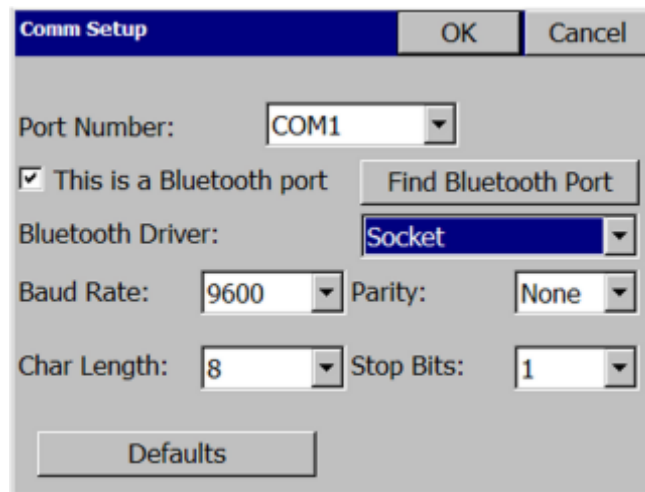 Comm Setup OK Cancel
Port Number: COM1
This is a Bluetooth port Find Bluetooth Port
Bluetooth Driver: Socket
Baud Rate: 9600 Parity: None
Char Length: 8 Stop Bits: 1
Defaults